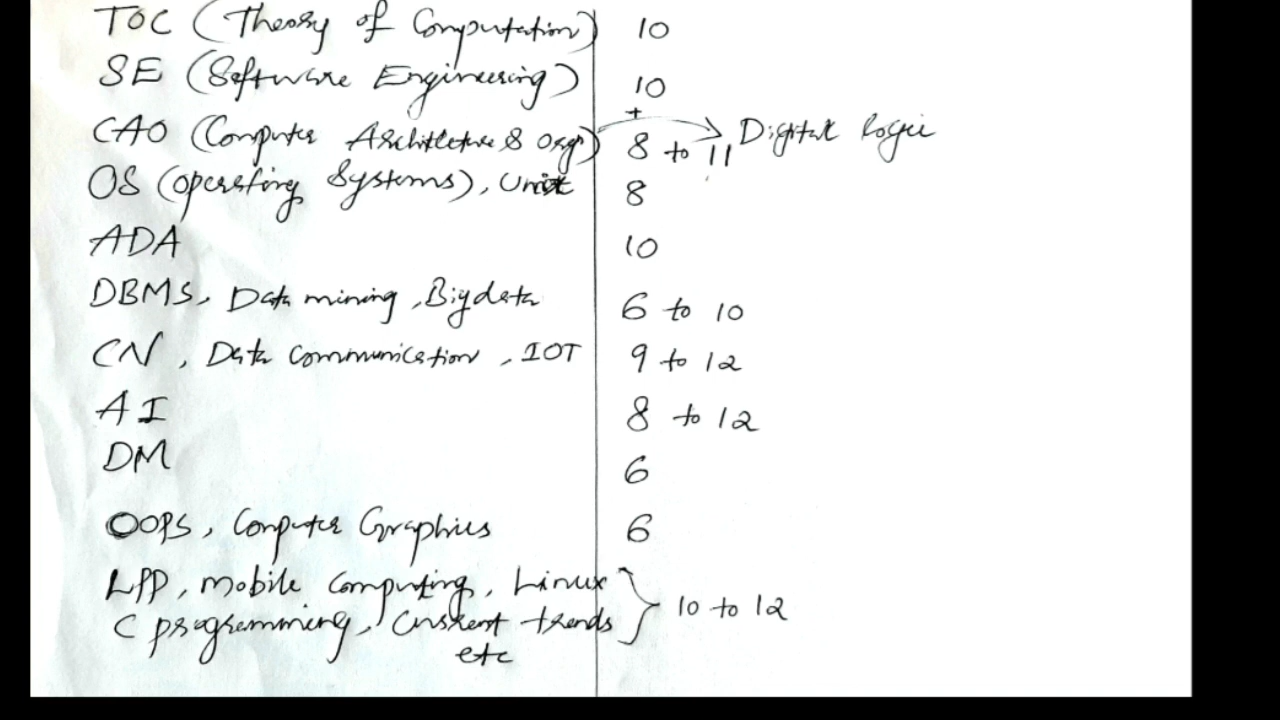 TOC (Theory of Computation) 10
SE (Software Engineering) 10
+
CAO (Computer Architecture & Org) 8 to 11 Digital Logic
OS (Operating Systems), Unix 8
ADA 10
DBMS, Data mining, Bigdata 6 to 10
CN, Data Communication, IOT 9 to 12
AI 8 to 12
DM 6
OOPS, Computer Graphics 6
LPP, mobile Computing, Linux
C programming, Current trends 10 to 12
etc